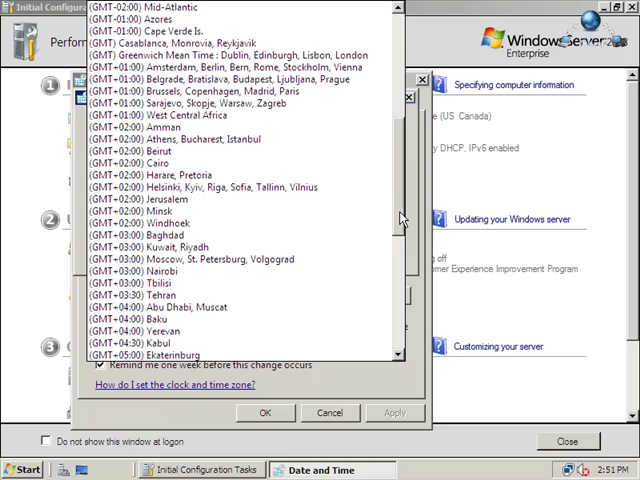 Initial Configurati
(GMT-02:00) Mid-Atlantic
(GMT-01:00) Azores
(GMT-01:00) Cape Verde Is.
(GMT) Casablanca, Monrovia, Reykjavik
(GMT) Greenwich Mean Time : Dublin, Edinburgh, Lisbon, London
(GMT+01:00) Amsterdam, Berlin, Bern, Rome, Stockholm, Vienna
(GMT+01:00) Belgrade, Bratislava, Budapest, Ljubljana, Prague
(GMT+01:00) Brussels, Copenhagen, Madrid, Paris
(GMT+01:00) Sarajevo, Skopje, Warsaw, Zagreb
(GMT+01:00) West Central Africa
(GMT+02:00) Amman
(GMT+02:00) Athens, Bucharest, Istanbul
(GMT+02:00) Beirut
(GMT+02:00) Cairo
(GMT+02:00) Harare, Pretoria
(GMT+02:00) Helsinki, Kyiv, Riga, Sofia, Tallinn, Vilnius
(GMT+02:00) Jerusalem
(GMT+02:00) Minsk
(GMT+02:00) Windhoek
(GMT+03:00) Baghdad
(GMT+03:00) Kuwait, Riyadh
(GMT+03:00) Moscow, St. Petersburg, Volgograd
(GMT+03:00) Nairobi
(GMT+03:00) Tbilisi
(GMT+03:30) Tehran
(GMT+04:00) Abu Dhabi, Muscat
(GMT+04:00) Baku
(GMT+04:00) Yerevan
(GMT+04:30) Kabul
(GMT+05:00) Ekaterinburg
Perforr
Windows Server 2008
Enterprise
1
Specifying computer information
(US Canada)
by DHCP, IPv6 enabled
2
Updating your Windows server
off
stomer Experience Improvement Program
3
Customizing your server
Remind me one week before this change occurs
How do I set the clock and time zone?
OK
Cancel
Apply
Do not show this window at logon
Close
Start
Initial Configuration Tasks
Date and Time
2:51 PM